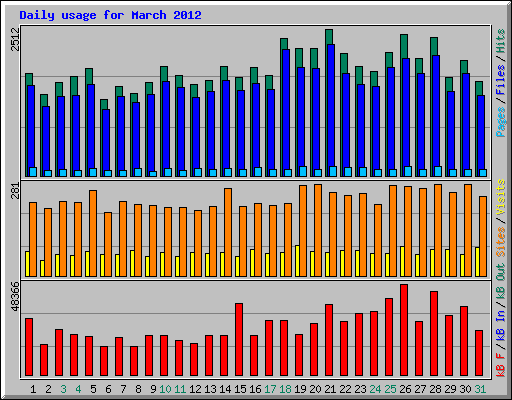 Daily usage for March 2012
2512
Pages / Files / Hits
281
Sites / Visits
48366
kB F / kB In / kB Out
1 2 3 4 5 6 7 8 9 10 11 12 13 14 15 16 17 18 19 20 21 22 23 24 25 26 27 28 29 30 31